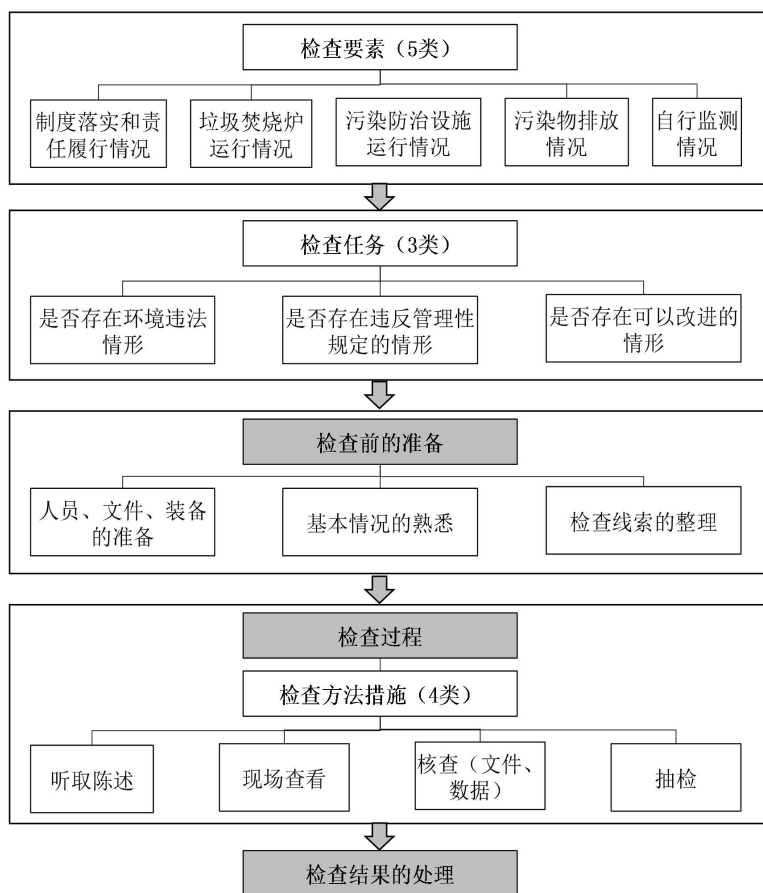 检查要素（5类）
制度落实和责
任履行情况
垃圾焚烧炉
运行情况
污染防治设施
运行情况
污染物排放
情况
自行监测
情况
检查任务（3类）
是否存在环境违法
情形
是否存在违反管理性
规定的情形
是否存在可以改进的
情形
检查前的准备
人员、文件、装备
的准备
基本情况的熟悉
检查线索的整理
检查过程
检查方法措施（4类）
听取陈述
现场查看
核查（文件、
数据）
抽检
检查结果的处理